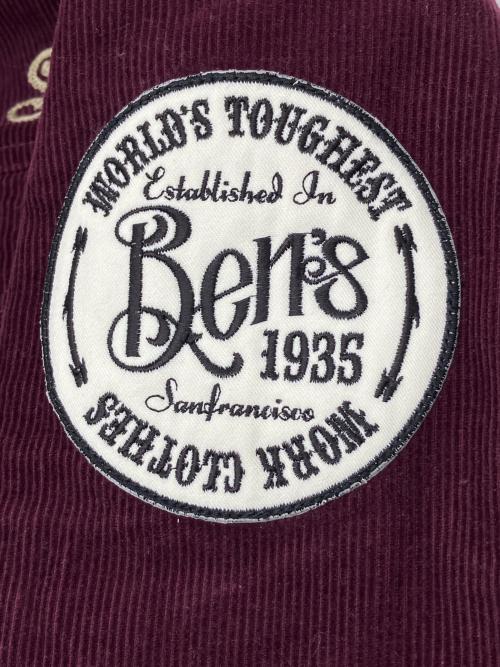 WORLD'S TOUGHEST
Established In
Ben's
1935
Sanfrancisco
WORK CLOTHES